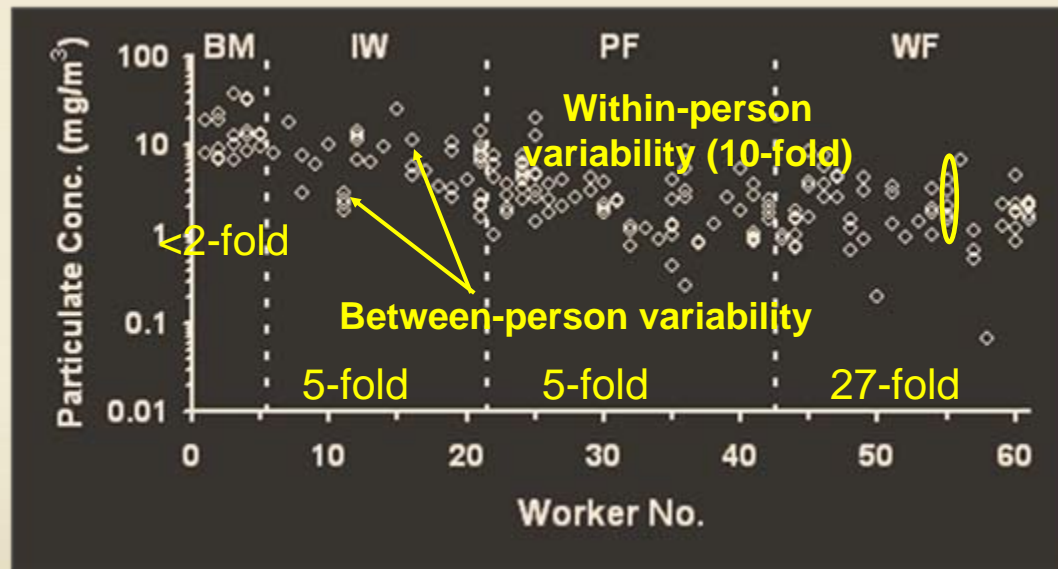 BM IW PF WF
Particulate Conc. (mg/m³)
100
10
1
0.1
0.01
Within-person
variability (10-fold)
<2-fold
Between-person variability
5-fold 5-fold 27-fold
0 10 20 30 40 50 60
Worker No.